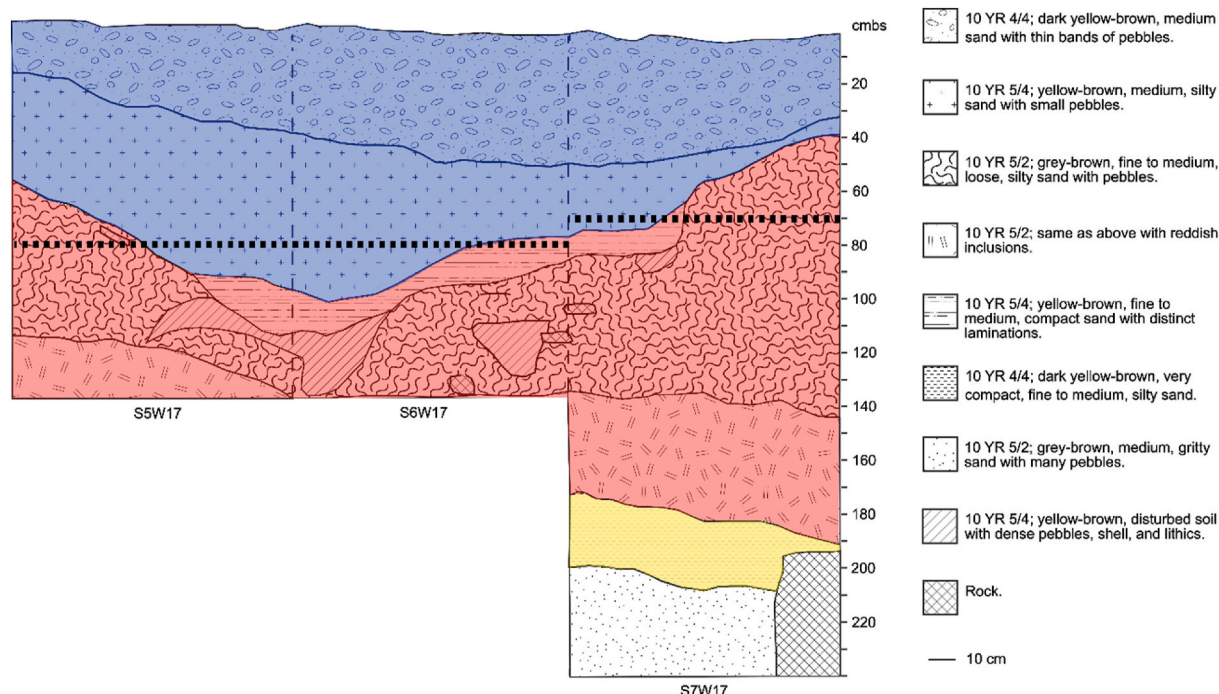 cmbs
20
40
60
80
100
120
140
160
180
200
220
S5W17
S6W17
S7W17
10 YR 4/4; dark yellow-brown, medium
sand with thin bands of pebbles.
10 YR 5/4; yellow-brown, medium, silty
sand with small pebbles.
10 YR 5/2; grey-brown, fine to medium,
loose, silty sand with pebbles.
10 YR 5/2; same as above with reddish
inclusions.
10 YR 5/4; yellow-brown, fine to
medium, compact sand with distinct
laminations.
10 YR 4/4; dark yellow-brown, very
compact, fine to medium, silty sand.
10 YR 5/2; grey-brown, medium, gritty
sand with many pebbles.
10 YR 5/4; yellow-brown, disturbed soil
with dense pebbles, shell, and lithics.
Rock.
10 cm